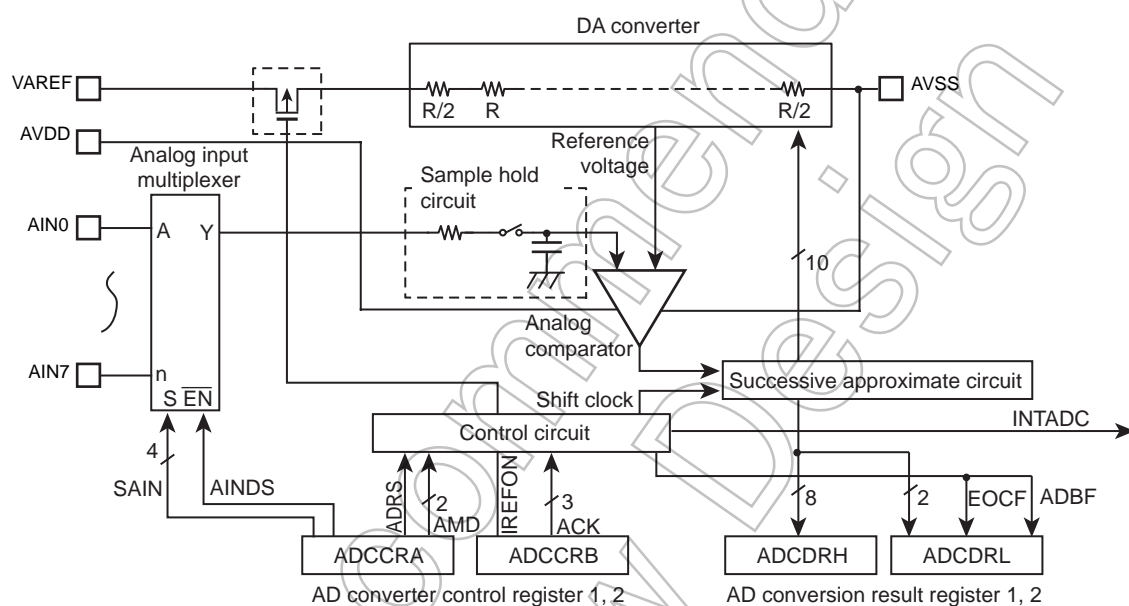 DA converter
VAREF
AVSS
R/2
R
R/2
AVDD
Reference
voltage
Analog input
multiplexer
Sample hold
circuit
AIN0
A
Y
10
Analog
comparator
AIN7
n
S EN
Successive approximate circuit
Shift clock
INTADC
Control circuit
4
SAIN
AINDS
ADRS
2
AMD
IREFON
3
ACK
8
2
EOCF
ADBF
ADCCRA
ADCCRB
ADCDRH
ADCDRL
AD converter control register 1, 2
AD conversion result register 1, 2